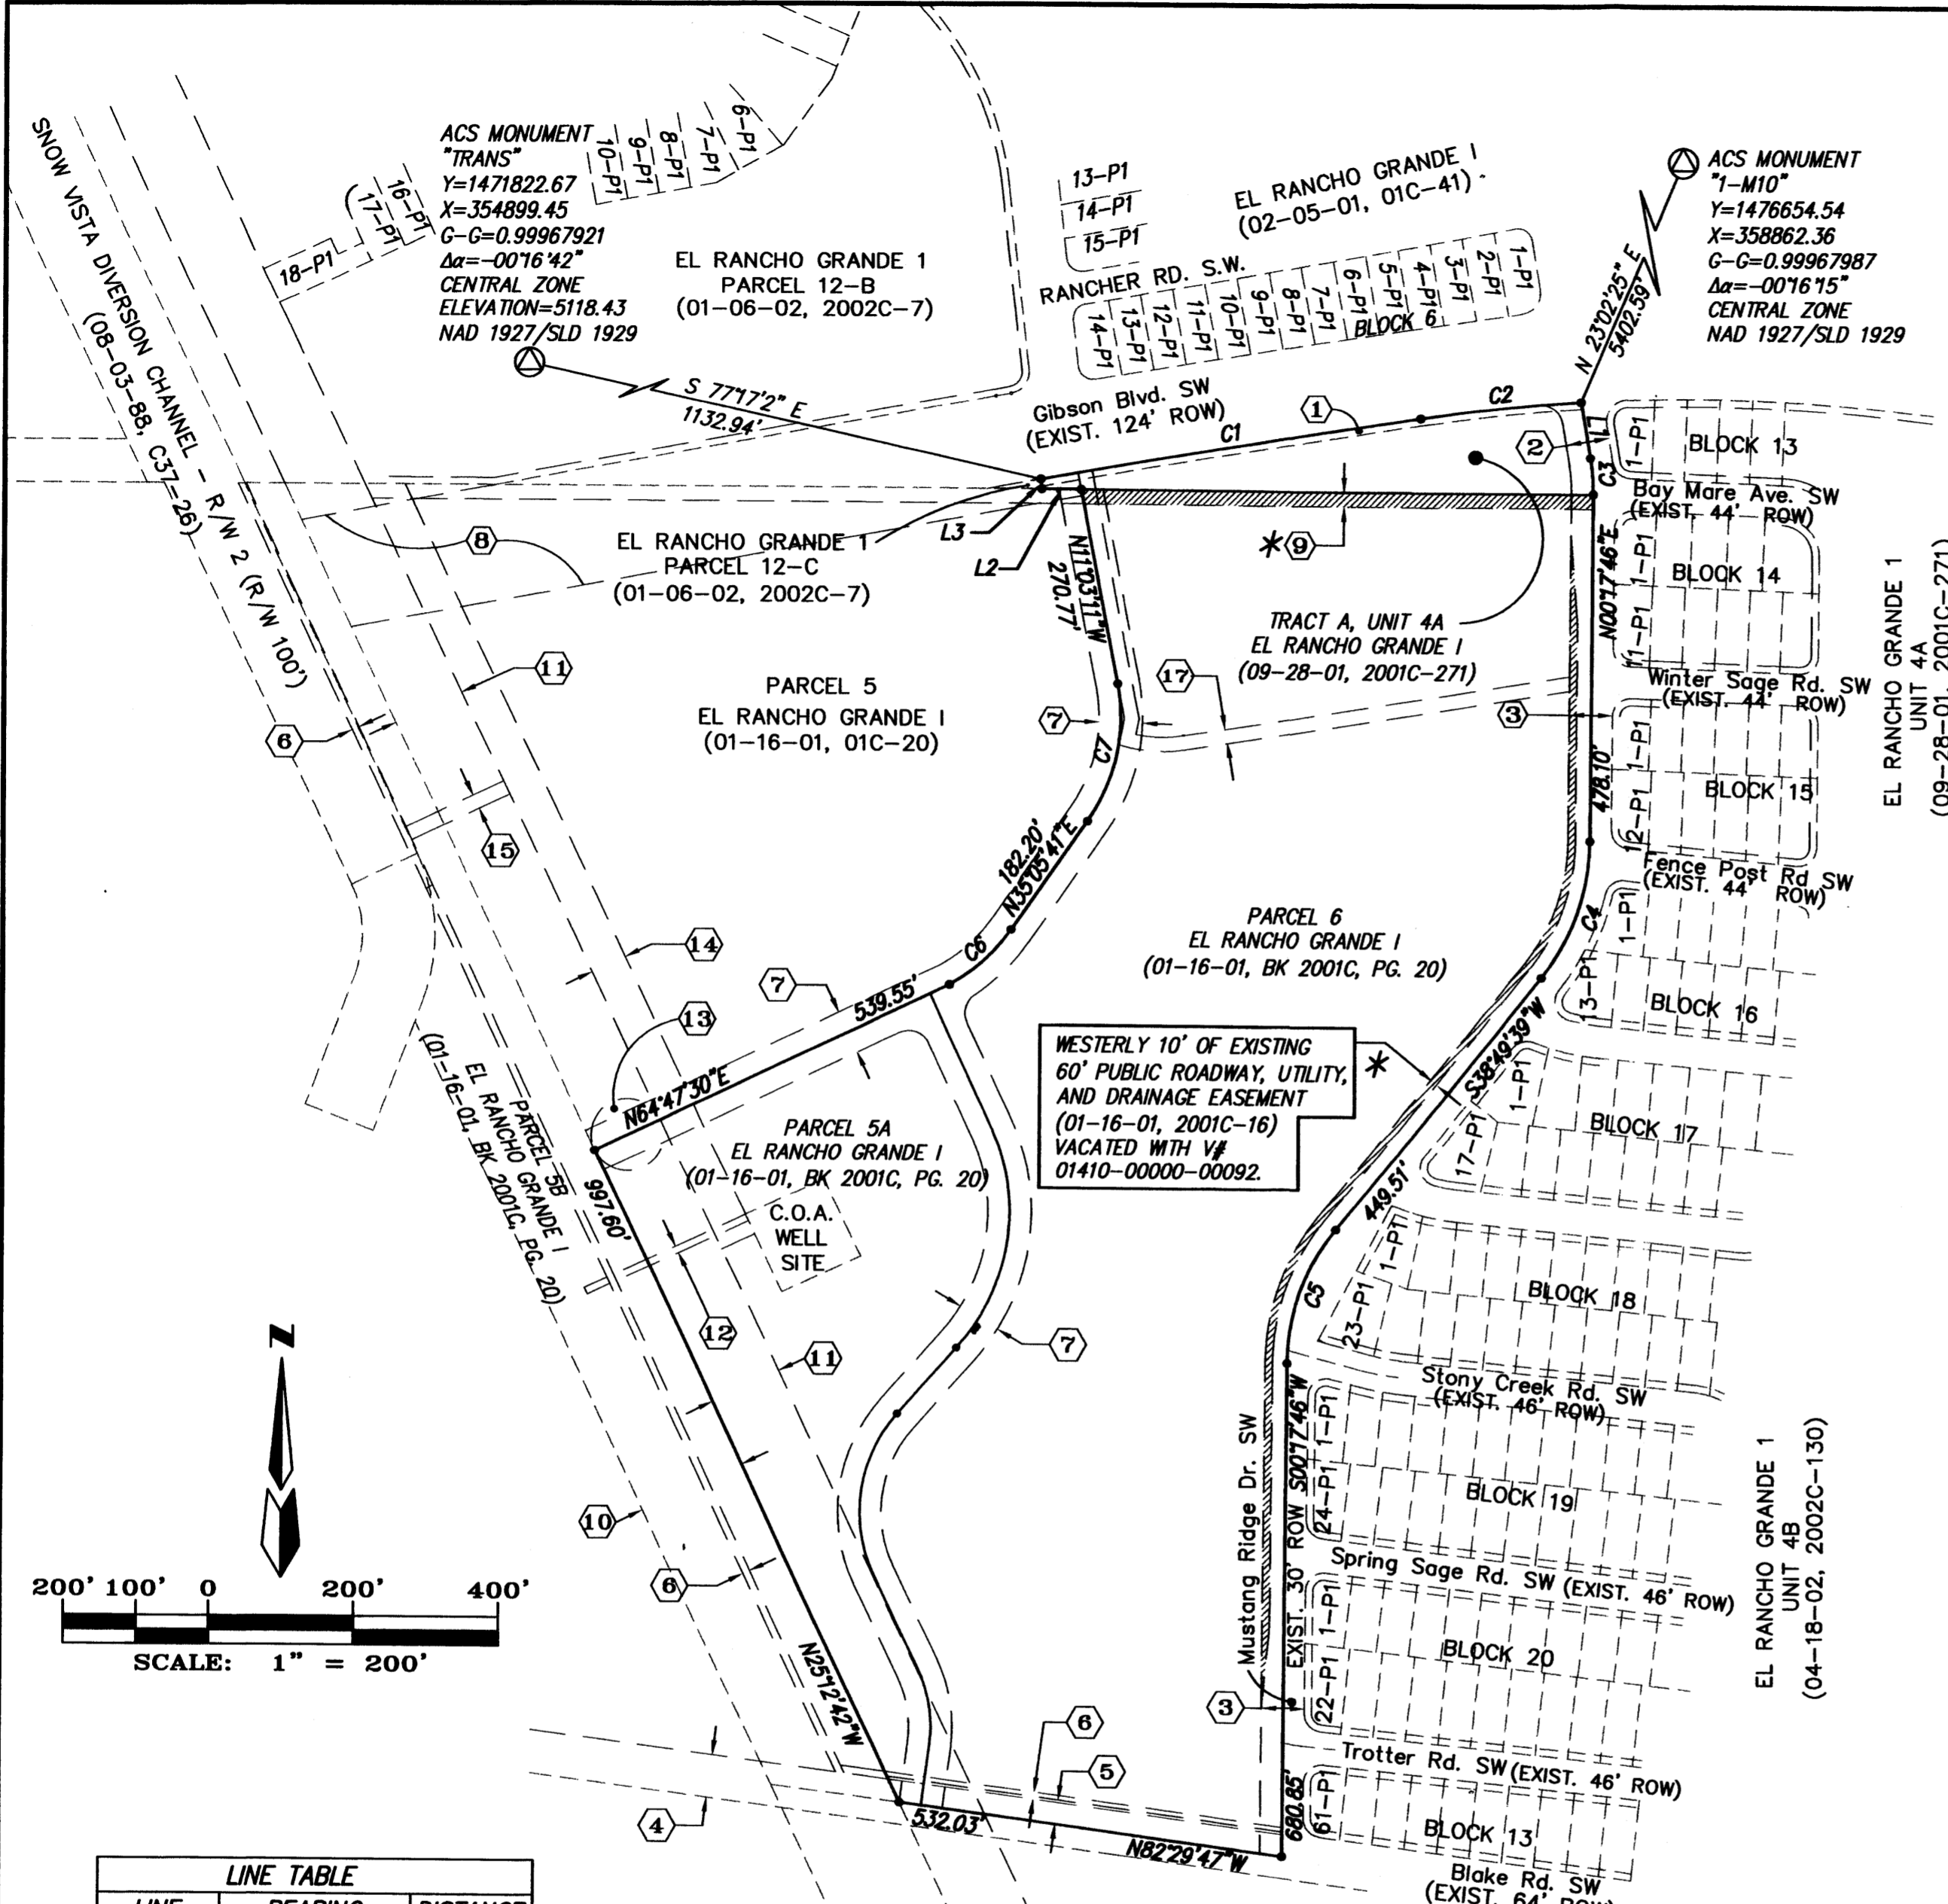 SNOW VISTA DIVERSION CHANNEL - R/W 2 (R/W 100')
(08-03-88, C37-26)
ACS MONUMENT
"TRANS"
Y=1471822.67
X=354899.45
G-G=0.99967921
Δα=-00°16'42"
CENTRAL ZONE
ELEVATION=5118.43
NAD 1927/SLD 1929
18-P1
17-P1
16-P1
10-P1
9-P1
8-P1
7-P1
6-P1
EL RANCHO GRANDE 1
PARCEL 12-B
(01-06-02, 2002C-7)
13-P1
14-P1
15-P1
EL RANCHO GRANDE I
(02-05-01, 01C-41)
RANCHER RD. S.W.
14-P1
13-P1
12-P1
11-P1
10-P1
9-P1
8-P1
7-P1
6-P1
5-P1
4-P1
3-P1
2-P1
1-P1
BLOCK 6
ACS MONUMENT
"1-M10"
Y=1476654.54
X=358862.36
G-G=0.99967987
Δα=-00°16'15"
CENTRAL ZONE
NAD 1927/SLD 1929
N 23°02'25" E
5402.59'
S 77°17'2" E
1132.94'
Gibson Blvd. SW
(EXIST. 124' ROW)
C1
1
C2
2
L1
C3
1-P1
BLOCK 13
Bay Mare Ave. SW
(EXIST. 44' ROW)
8
EL RANCHO GRANDE 1
PARCEL 12-C
(01-06-02, 2002C-7)
L3
L2
9
N11°03'11"W
270.77'
TRACT A, UNIT 4A
EL RANCHO GRANDE I
(09-28-01, 2001C-271)
N00°17'46"E
478.10'
1-P1
11-P1
BLOCK 14
Winter Sage Rd. SW
(EXIST. 44' ROW)
EL RANCHO GRANDE 1
UNIT 4A
(09-28-01, 2001C-271)
11
6
PARCEL 5
EL RANCHO GRANDE I
(01-16-01, 01C-20)
7
17
C7
3
1-P1
12-P1
BLOCK 15
Fence Post Rd SW
(EXIST. 44' ROW)
15
182.20'
N35°05'41"E
C6
14
7
539.55'
13
N64°47'30"E
PARCEL 6
EL RANCHO GRANDE I
(01-16-01, BK 2001C, PG. 20)
C4
1-P1
13-P1
BLOCK 16
WESTERLY 10' OF EXISTING
60' PUBLIC ROADWAY, UTILITY,
AND DRAINAGE EASEMENT
(01-16-01, 2001C-16)
VACATED WITH V#
01410-00000-00092.
S38°49'39"W
449.51'
1-P1
17-P1
BLOCK 17
PARCEL 5B
EL RANCHO GRANDE I
(01-16-01, BK 2001C, PG. 20)
PARCEL 5A
EL RANCHO GRANDE I
(01-16-01, BK 2001C, PG. 20)
997.60'
C.O.A.
WELL
SITE
12
11
7
C5
1-P1
23-P1
BLOCK 18
Stony Creek Rd. SW
(EXIST. 46' ROW)
N
200' 100' 0 200' 400'
SCALE: 1" = 200'
10
6
N25°12'42"W
Mustang Ridge Dr. SW
EXIST. 30' ROW
S00°17'46"W
680.85'
1-P1
24-P1
BLOCK 19
Spring Sage Rd. SW (EXIST. 46' ROW)
EL RANCHO GRANDE 1
UNIT 4B
(04-18-02, 2002C-130)
1-P1
22-P1
BLOCK 20
3
Trotter Rd. SW (EXIST. 46' ROW)
6
5
4
532.03'
N82°29'47"W
61-P1
BLOCK 13
Blake Rd. SW
(EXIST. 64' ROW)
LINE TABLE
LINE BEARING DISTANCE